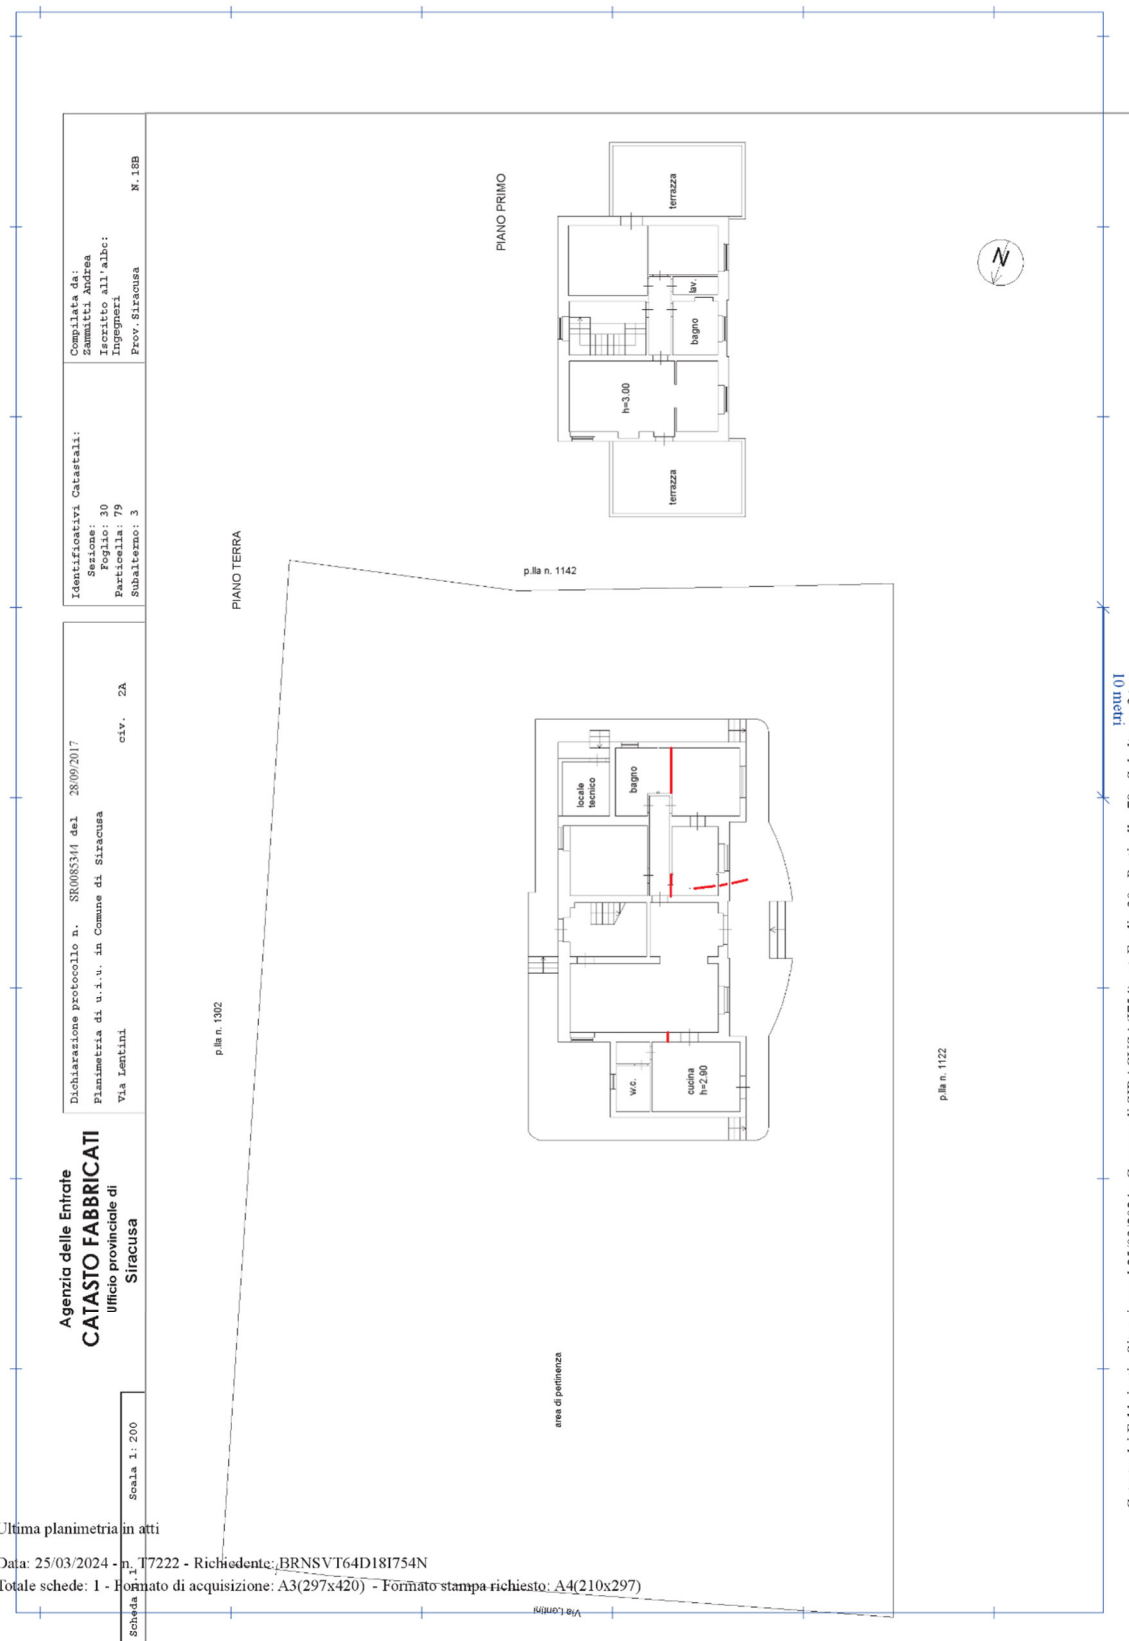 Agenzia delle Entrate
CATASTO FABBRICATI
Ufficio provinciale di
Siracusa
Dichiarazione protocollo n. SR0085344 del 28/09/2017
Planimetria di u.i.u. in Comune di Siracusa
Via Lentini civ. 2A
Identificativi Catastali:
Sezione:
Foglio: 30
Particella: 79
Subalterno: 3
Compilata da:
Zammitti Andrea
Iscritto all'albo:
Ingegneri
Prov. Siracusa N. 18B
Scheda n. 1 Scala 1: 200
PIANO PRIMO
terrazza
lav.
bagno
h=3.00
terrazza
N
PIANO TERRA
p.lla n. 1142
locale
tecnico
bagno
w.c.
cucina
h=2.90
p.lla n. 1302
p.lla n. 1122
area di pertinenza
Via Lentini
10 metri
Ultima planimetria in atti
Data: 25/03/2024 - n. T7222 - Richiedente: BRNSVT64D18I754N
Totale schede: 1 - Formato di acquisizione: A3(297x420) - Formato stampa richiesto: A4(210x297)